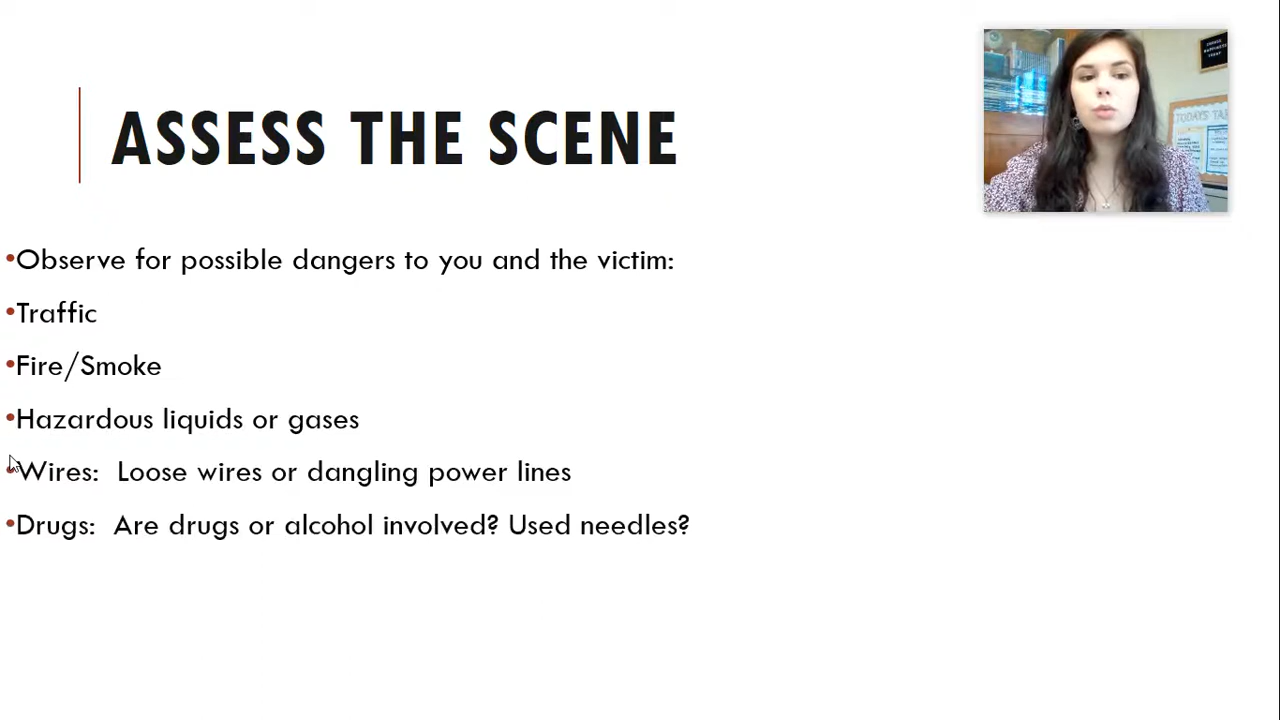 ASSESS THE SCENE
•Observe for possible dangers to you and the victim:
•Traffic
•Fire/Smoke
•Hazardous liquids or gases
•Wires:  Loose wires or dangling power lines
•Drugs:  Are drugs or alcohol involved? Used needles?
TODAYS